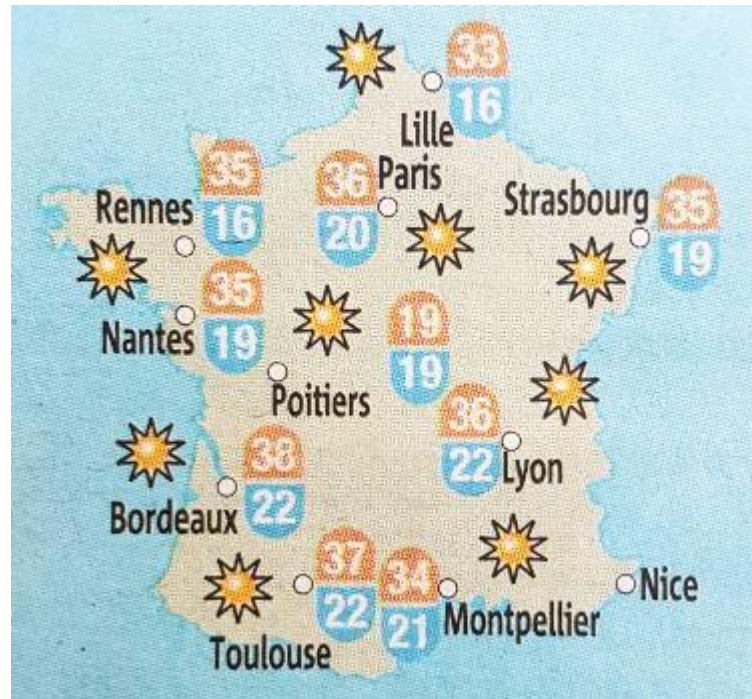 33
16
Lille
35
16
Rennes
36
20
Paris
Strasbourg
35
19
35
19
Nantes
19
19
Poitiers
36
22
Lyon
38
22
Bordeaux
37
22
Toulouse
34
21
Montpellier
Nice